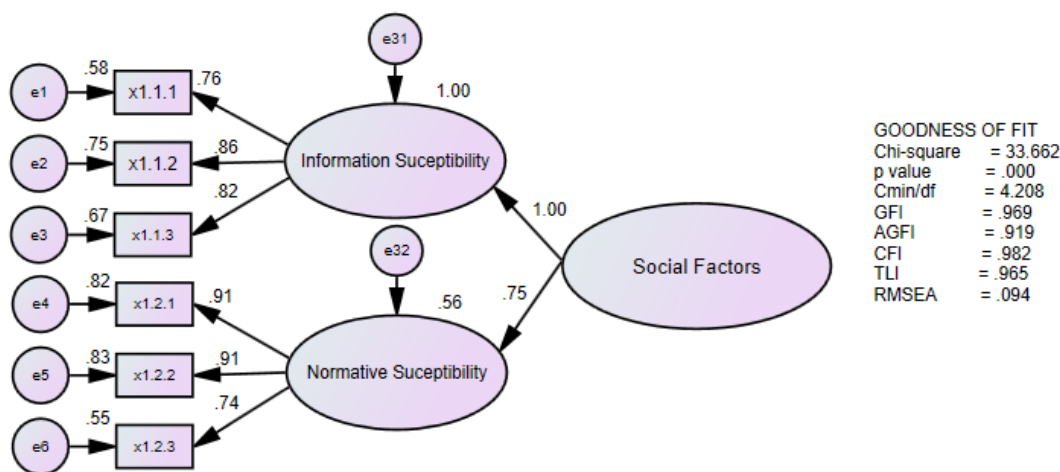 e31
.58
e1
x1.1.1
.76
1.00
.75
e2
x1.1.2
.86
Information Suceptibility
.82
.67
e3
x1.1.3
1.00
e32
Social Factors
.82
e4
x1.2.1
.91
.56
.75
.83
e5
x1.2.2
.91
Normative Suceptibility
.74
.55
e6
x1.2.3
GOODNESS OF FIT
Chi-square = 33.662
p value = .000
Cmin/df = 4.208
GFI = .969
AGFI = .919
CFI = .982
TLI = .965
RMSEA = .094